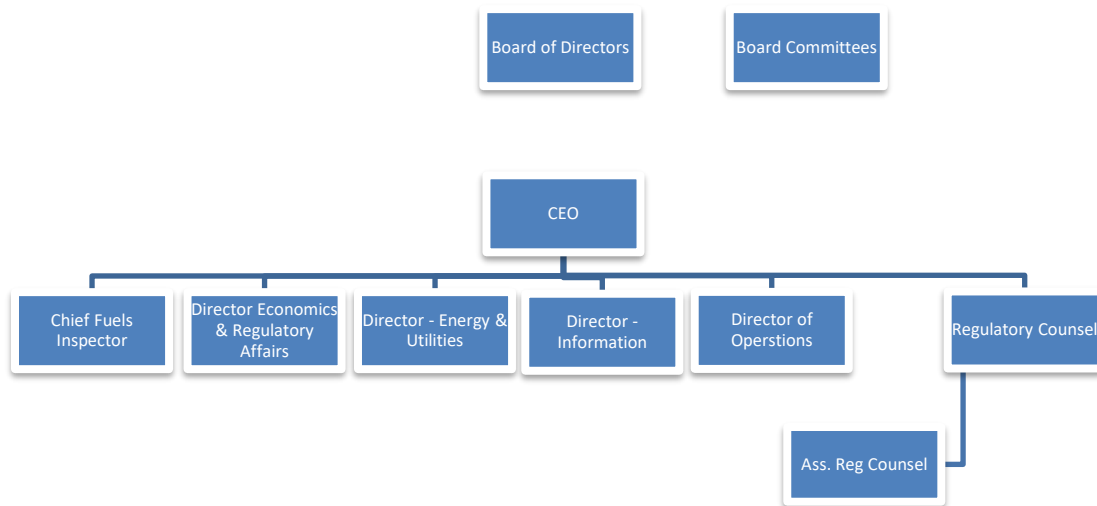 Board of Directors
Board Committees
CEO
Chief Fuels
Inspector
Director Economics
& Regulatory
Affairs
Director - Energy &
Utilities
Director -
Information
Director of
Operstions
Regulatory Counsel
Ass. Reg Counsel